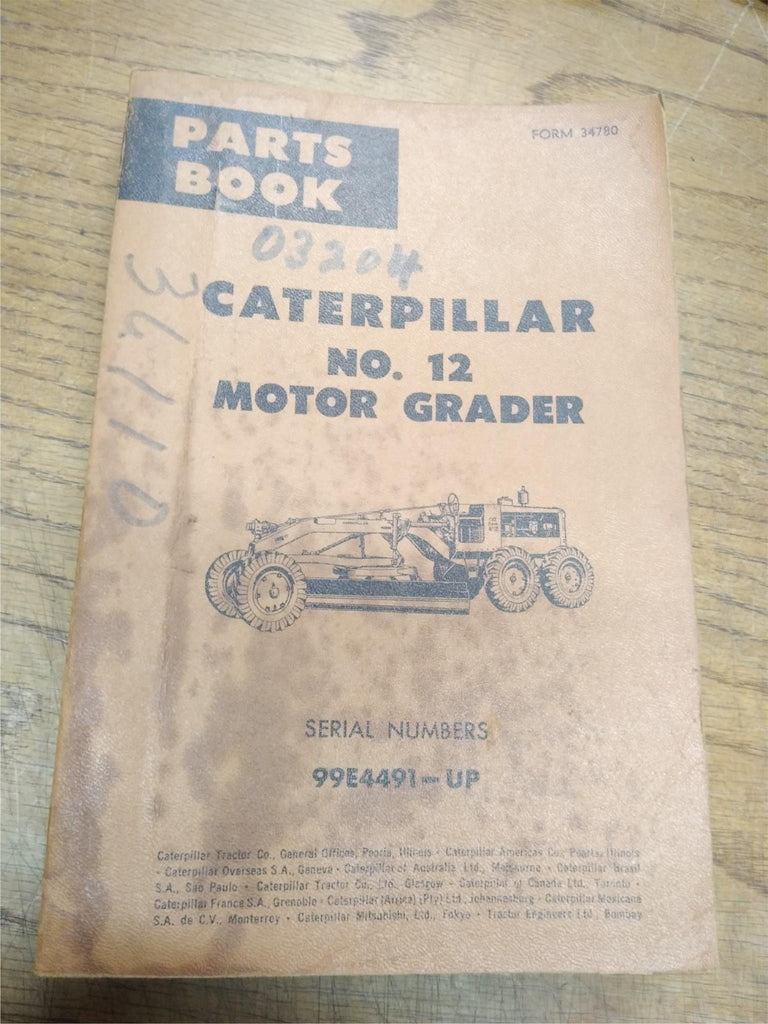 PARTS
BOOK
FORM 34780
03204
CATERPILLAR
NO. 12
MOTOR GRADER
SERIAL NUMBERS
99E4491-UP
Caterpillar Tractor Co., General Offices, Peoria, Illinois • Caterpillar Americas Co., Peoria, Illinois
• Caterpillar Overseas S.A., Geneva • Caterpillar of Australia Ltd., Melbourne • Caterpillar Brasil
S.A., Sao Paulo • Caterpillar Tractor Co., Ltd. Glasgow • Caterpillar of Canada Ltd., Toronto •
Caterpillar France S.A., Grenoble • Caterpillar (Africa) (Pty) Ltd., Johannesburg • Caterpillar Mexicana
S.A. de C.V., Monterrey • Caterpillar Mitsubishi, Ltd., Tokyo • Tractor Engineers Ltd., Bombay